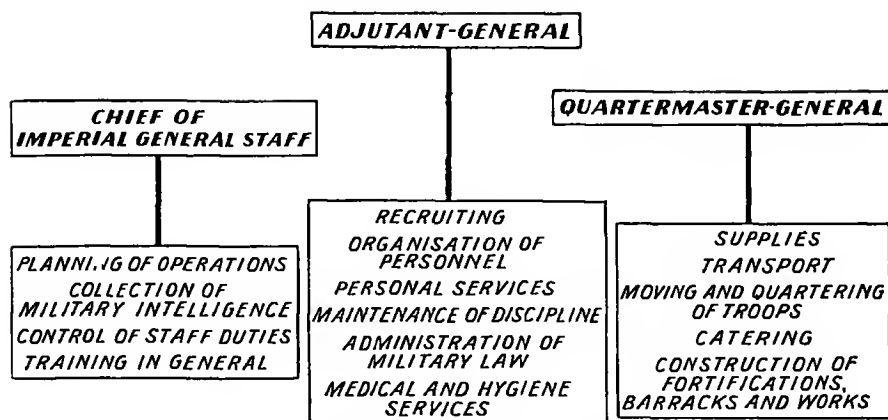 ADJUTANT-GENERAL
CHIEF OF
IMPERIAL GENERAL STAFF
QUARTERMASTER-GENERAL
PLANNING OF OPERATIONS
COLLECTION OF
MILITARY INTELLIGENCE
CONTROL OF STAFF DUTIES
TRAINING IN GENERAL
RECRUITING
ORGANISATION OF
PERSONNEL
PERSONAL SERVICES
MAINTENANCE OF DISCIPLINE
ADMINISTRATION OF
MILITARY LAW
MEDICAL AND HYGIENE
SERVICES
SUPPLIES
TRANSPORT
MOVING AND QUARTERING
OF TROOPS
CATERING
CONSTRUCTION OF
FORTIFICATIONS,
BARRACKS AND WORKS